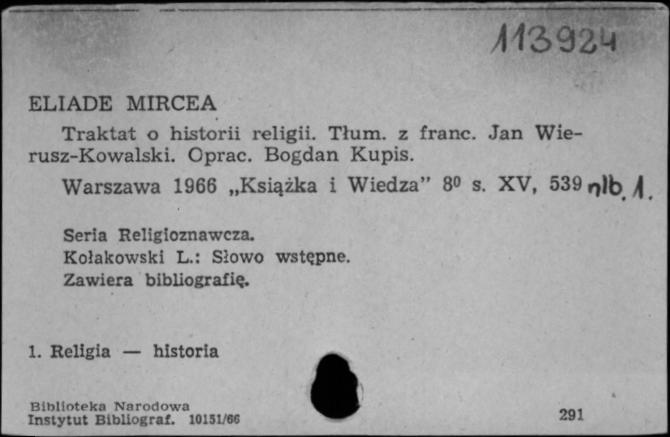 113924
ELIADE MIRCEA
Traktat o historii religii. Tłum. z franc. Jan Wie-
rusz-Kowalski. Oprac. Bogdan Kupis.
Warszawa 1966 „Książka i Wiedza” 8⁰ s. XV, 539 nlb. 1.
Seria Religioznawcza.
Kołakowski L.: Słowo wstępne.
Zawiera bibliografię.
1. Religia — historia
Biblioteka Narodowa
Instytut Bibliograf. 10151/66
291